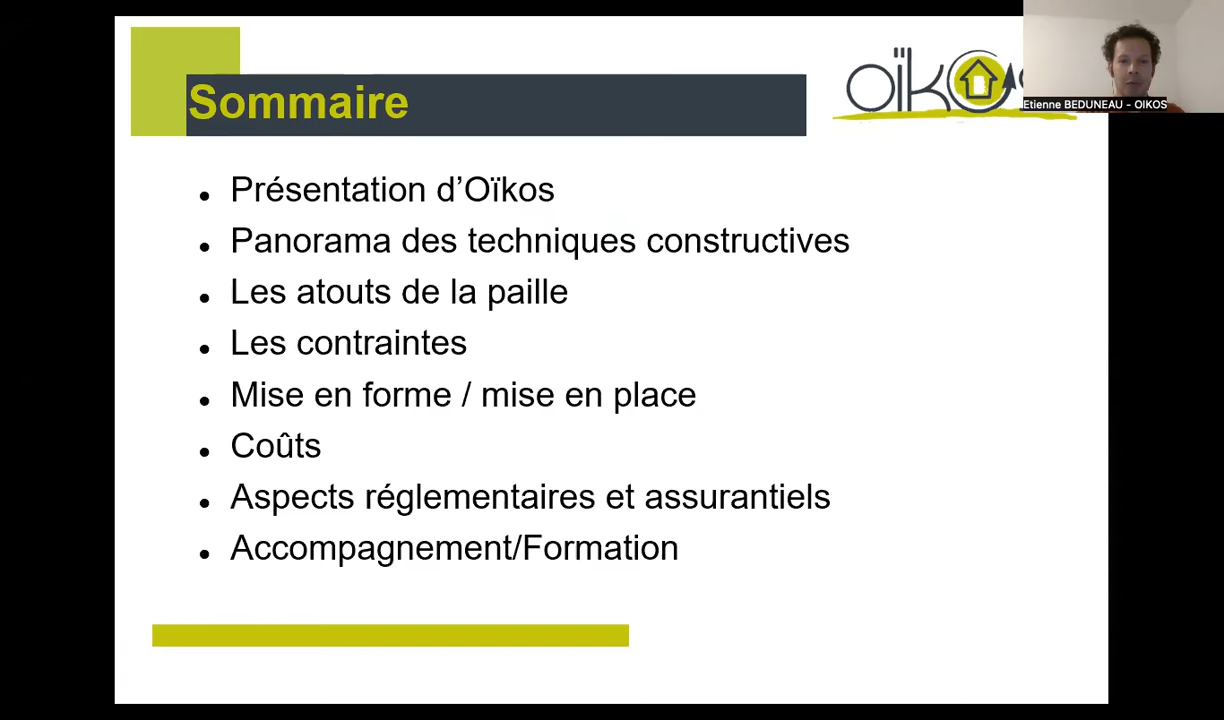 Sommaire
oïkos
Etienne BEDUNEAU - OIKOS
Présentation d’Oïkos
Panorama des techniques constructives
Les atouts de la paille
Les contraintes
Mise en forme / mise en place
Coûts
Aspects réglementaires et assurantiels
Accompagnement/Formation